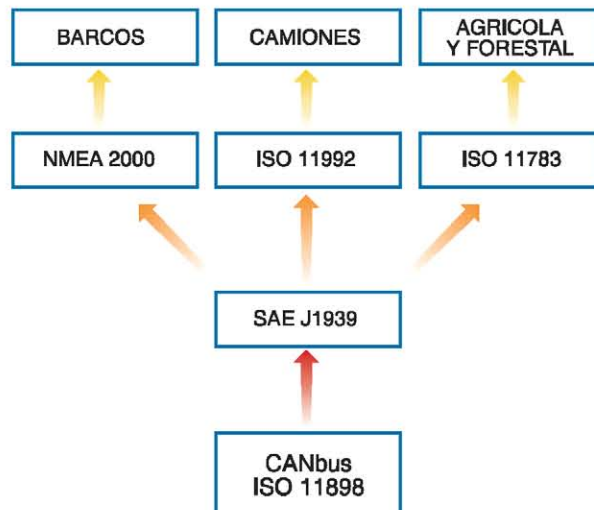 BARCOS
CAMIONES
AGRICOLA
Y FORESTAL
NMEA 2000
ISO 11992
ISO 11783
SAE J1939
CANbus
ISO 11898